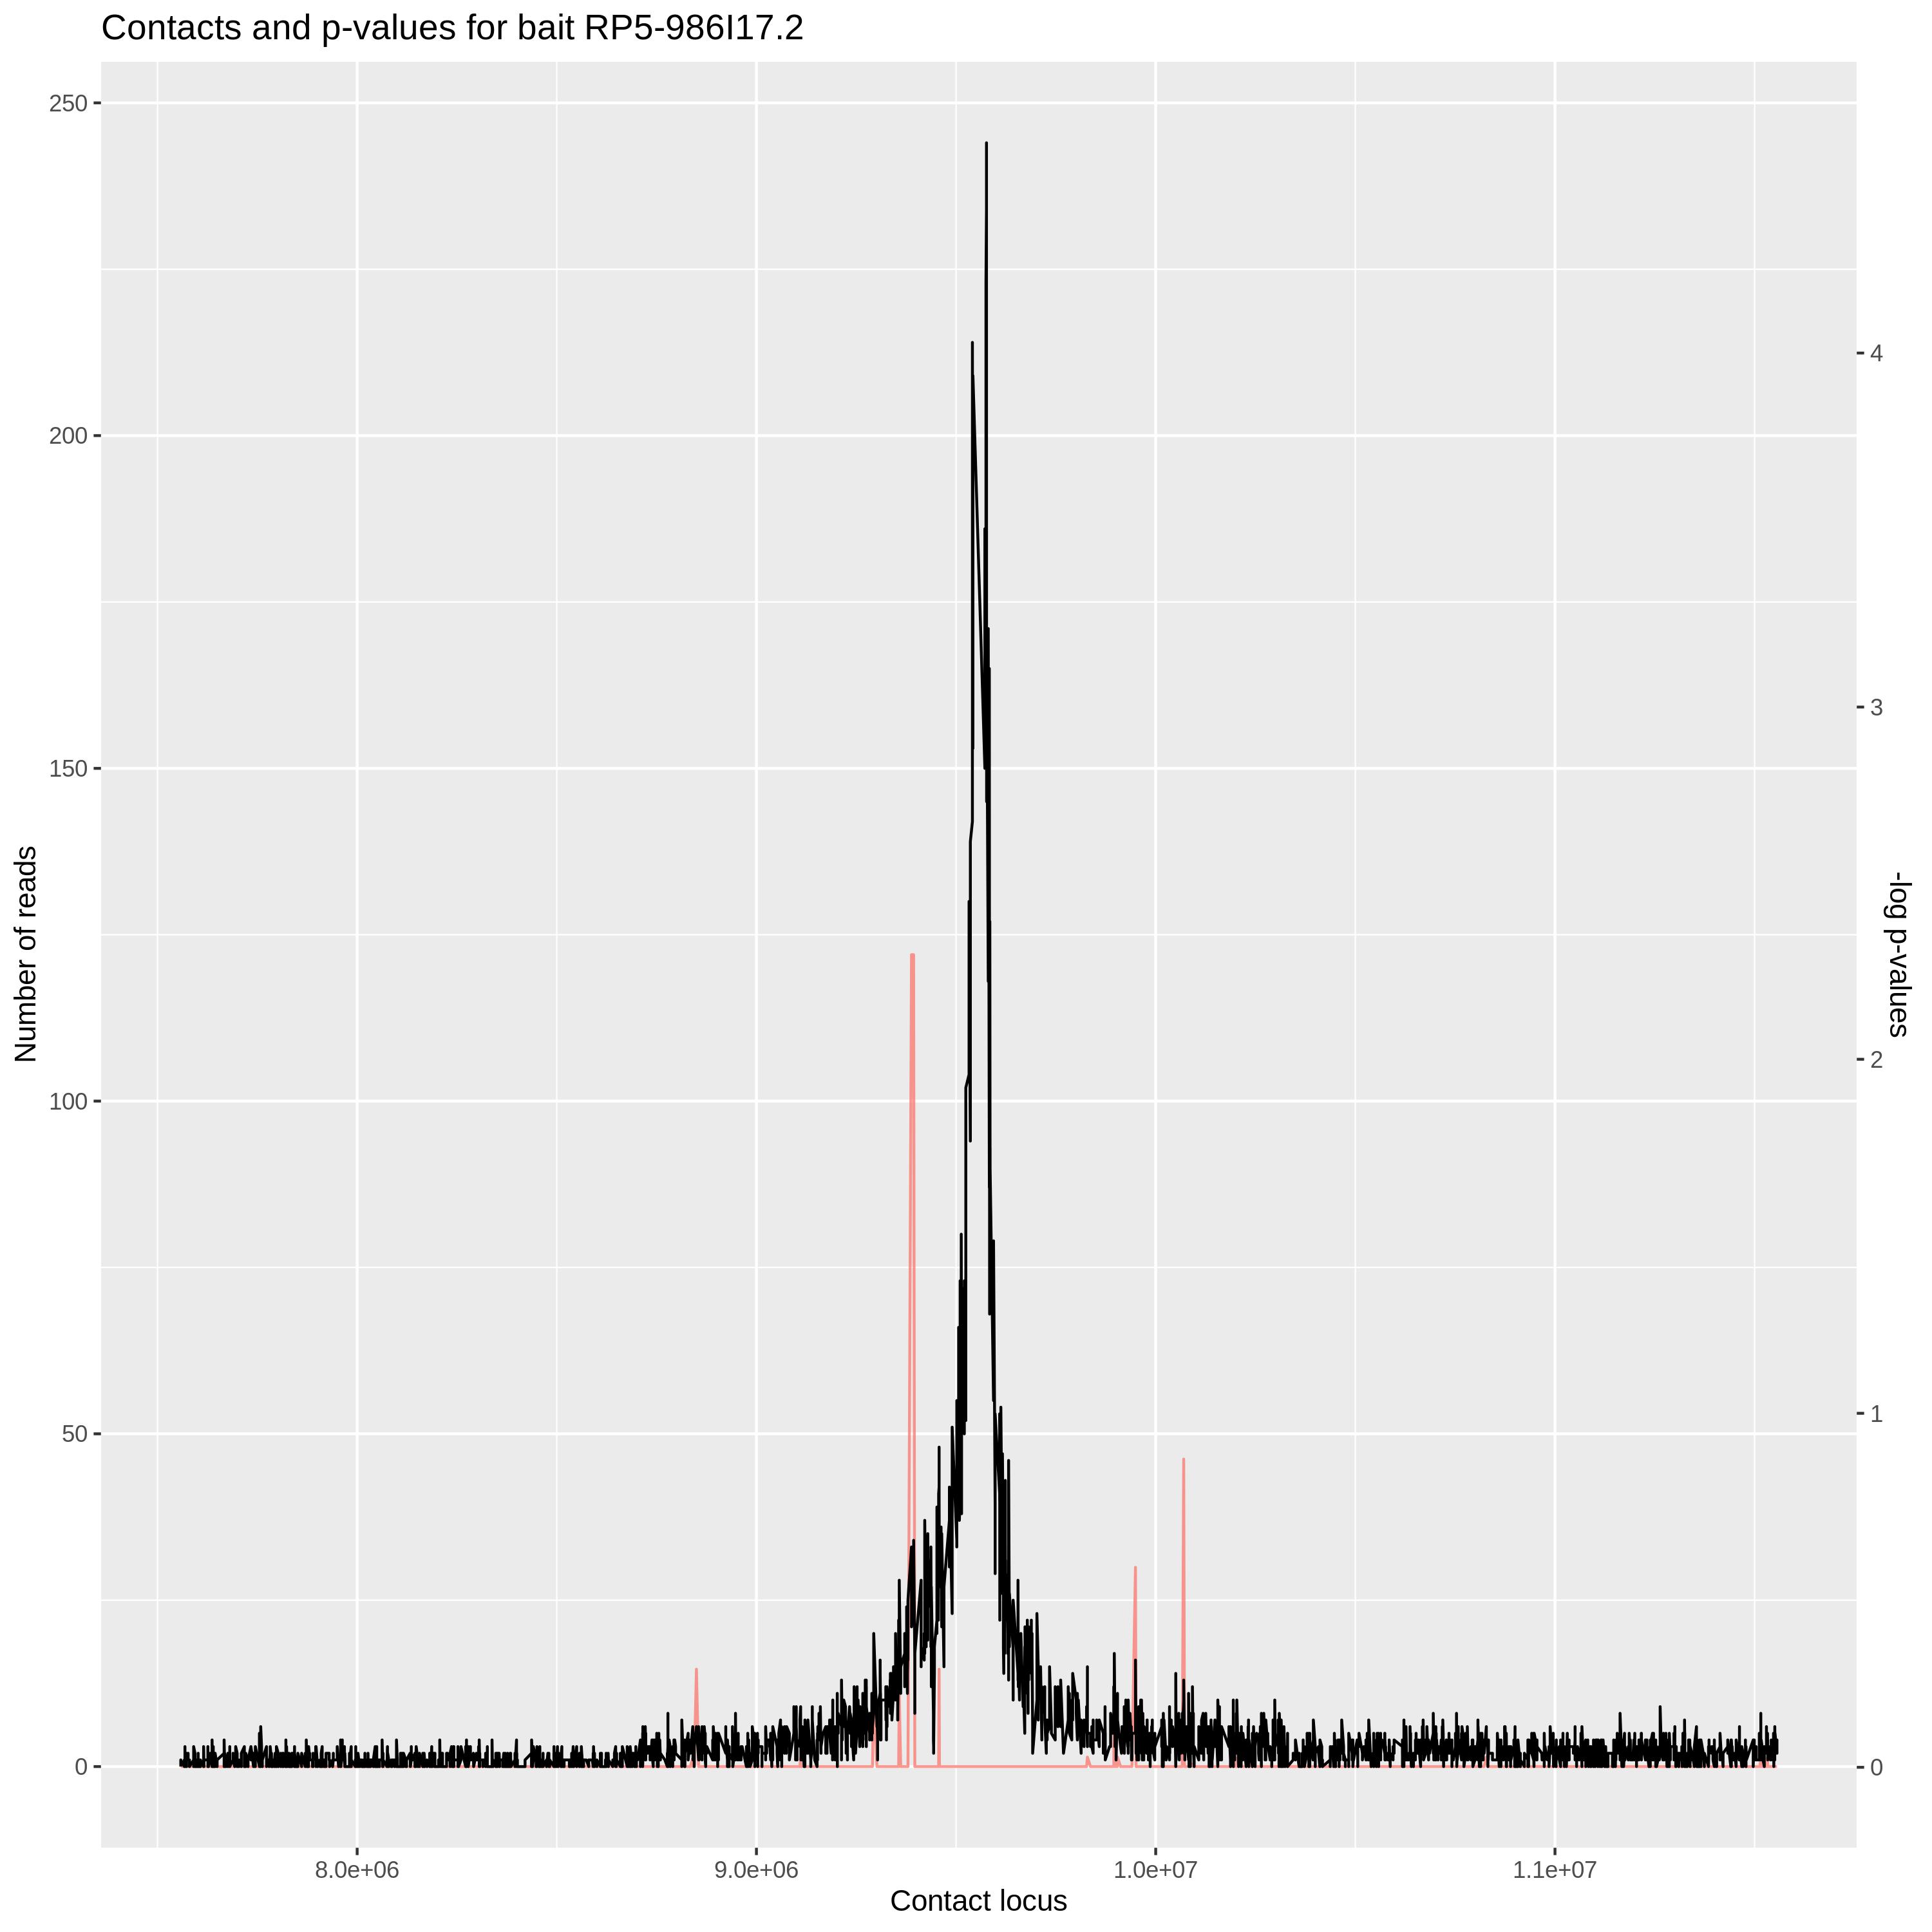 Contacts and p-values for bait RP5-986I17.2
250
200
150
100
50
0
Number of reads
4
3
2
1
0
-log p-values
8.0e+06
9.0e+06
1.0e+07
1.1e+07
Contact locus